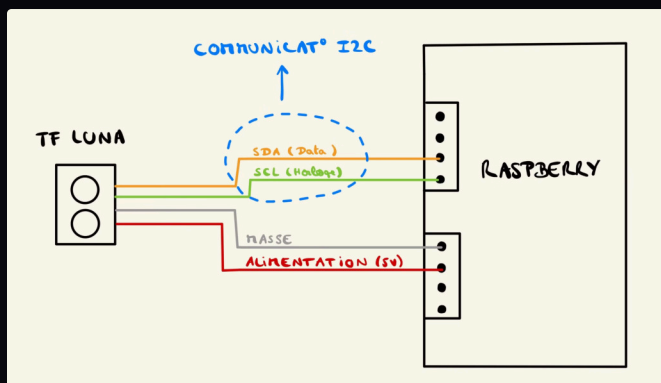 COMMUNICAT° I2C
TF LUNA
SDA (Data)
SCL (Horloge)
RASPBERRY
MASSE
ALIMENTATION (5V)